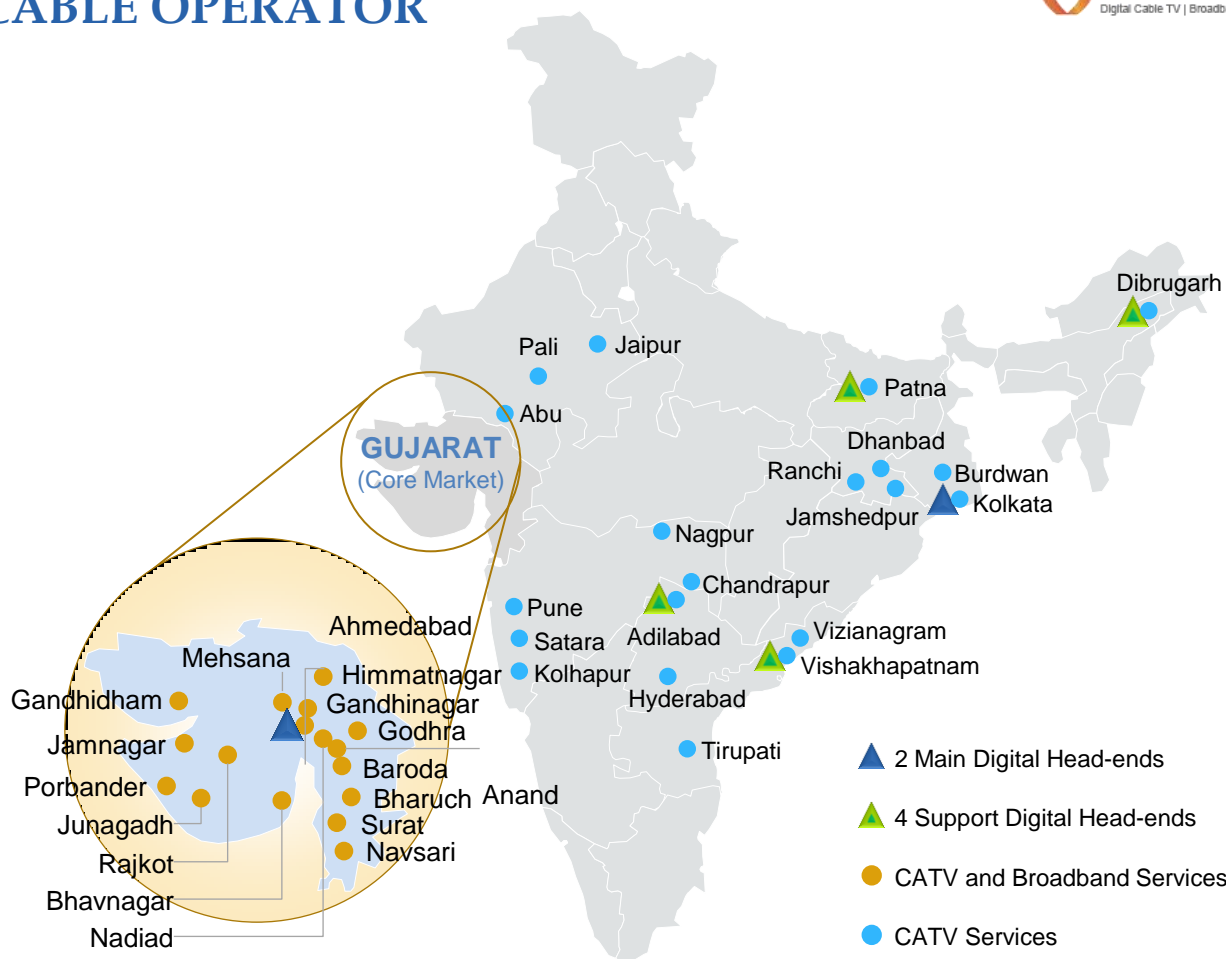 CABLE OPERATOR
Digital Cable TV | Broadb
Dibrugarh
Pali
Jaipur
Patna
Abu
GUJARAT
(Core Market)
Dhanbad
Ranchi
Burdwan
Jamshedpur
Kolkata
Nagpur
Chandrapur
Pune
Adilabad
Satara
Vizianagram
Kolhapur
Vishakhapatnam
Hyderabad
Tirupati
Ahmedabad
Mehsana
Himmatnagar
Gandhidham
Gandhinagar
Godhra
Jamnagar
Baroda
Porbander
Bharuch
Anand
Junagadh
Surat
Rajkot
Navsari
Bhavnagar
Nadiad
2 Main Digital Head-ends
4 Support Digital Head-ends
CATV and Broadband Services
CATV Services